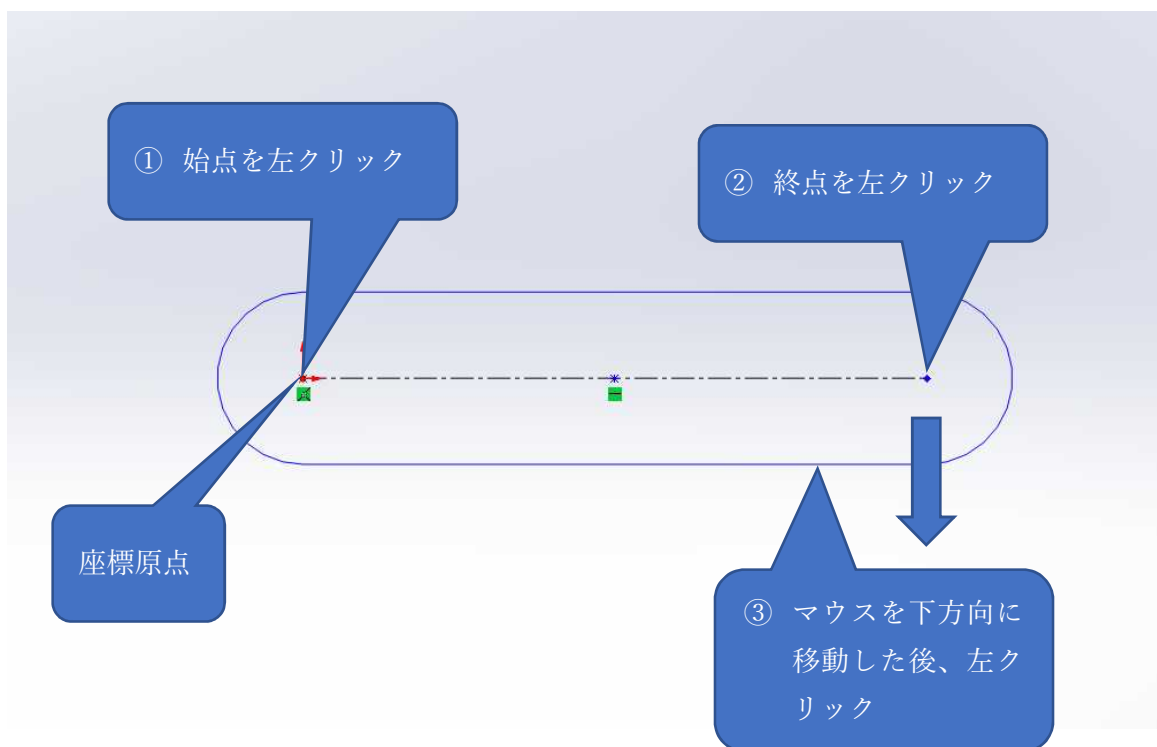 ① 始点を左クリック
② 終点を左クリック
座標原点
③ マウスを下方向に
移動した後、左ク
リック